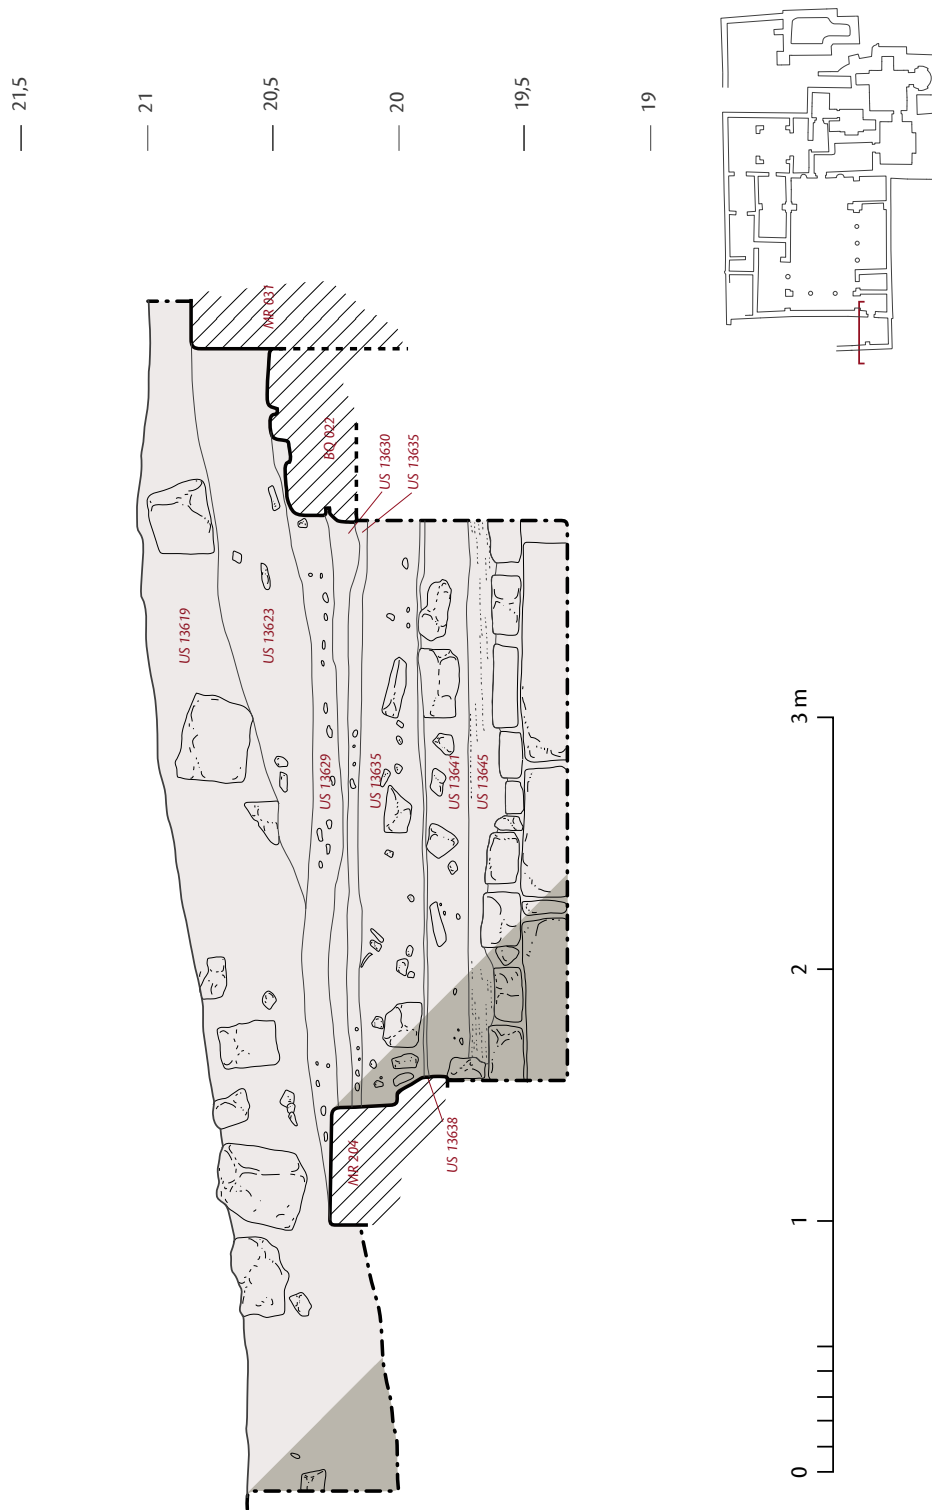 21,5
21
20,5
20
19,5
19
MR 031
BQ 022
US 13630
US 13635
US 13619
US 13623
US 13629
US 13635
US 13641
US 13645
MR 204
US 13638
3 m
2
1
0